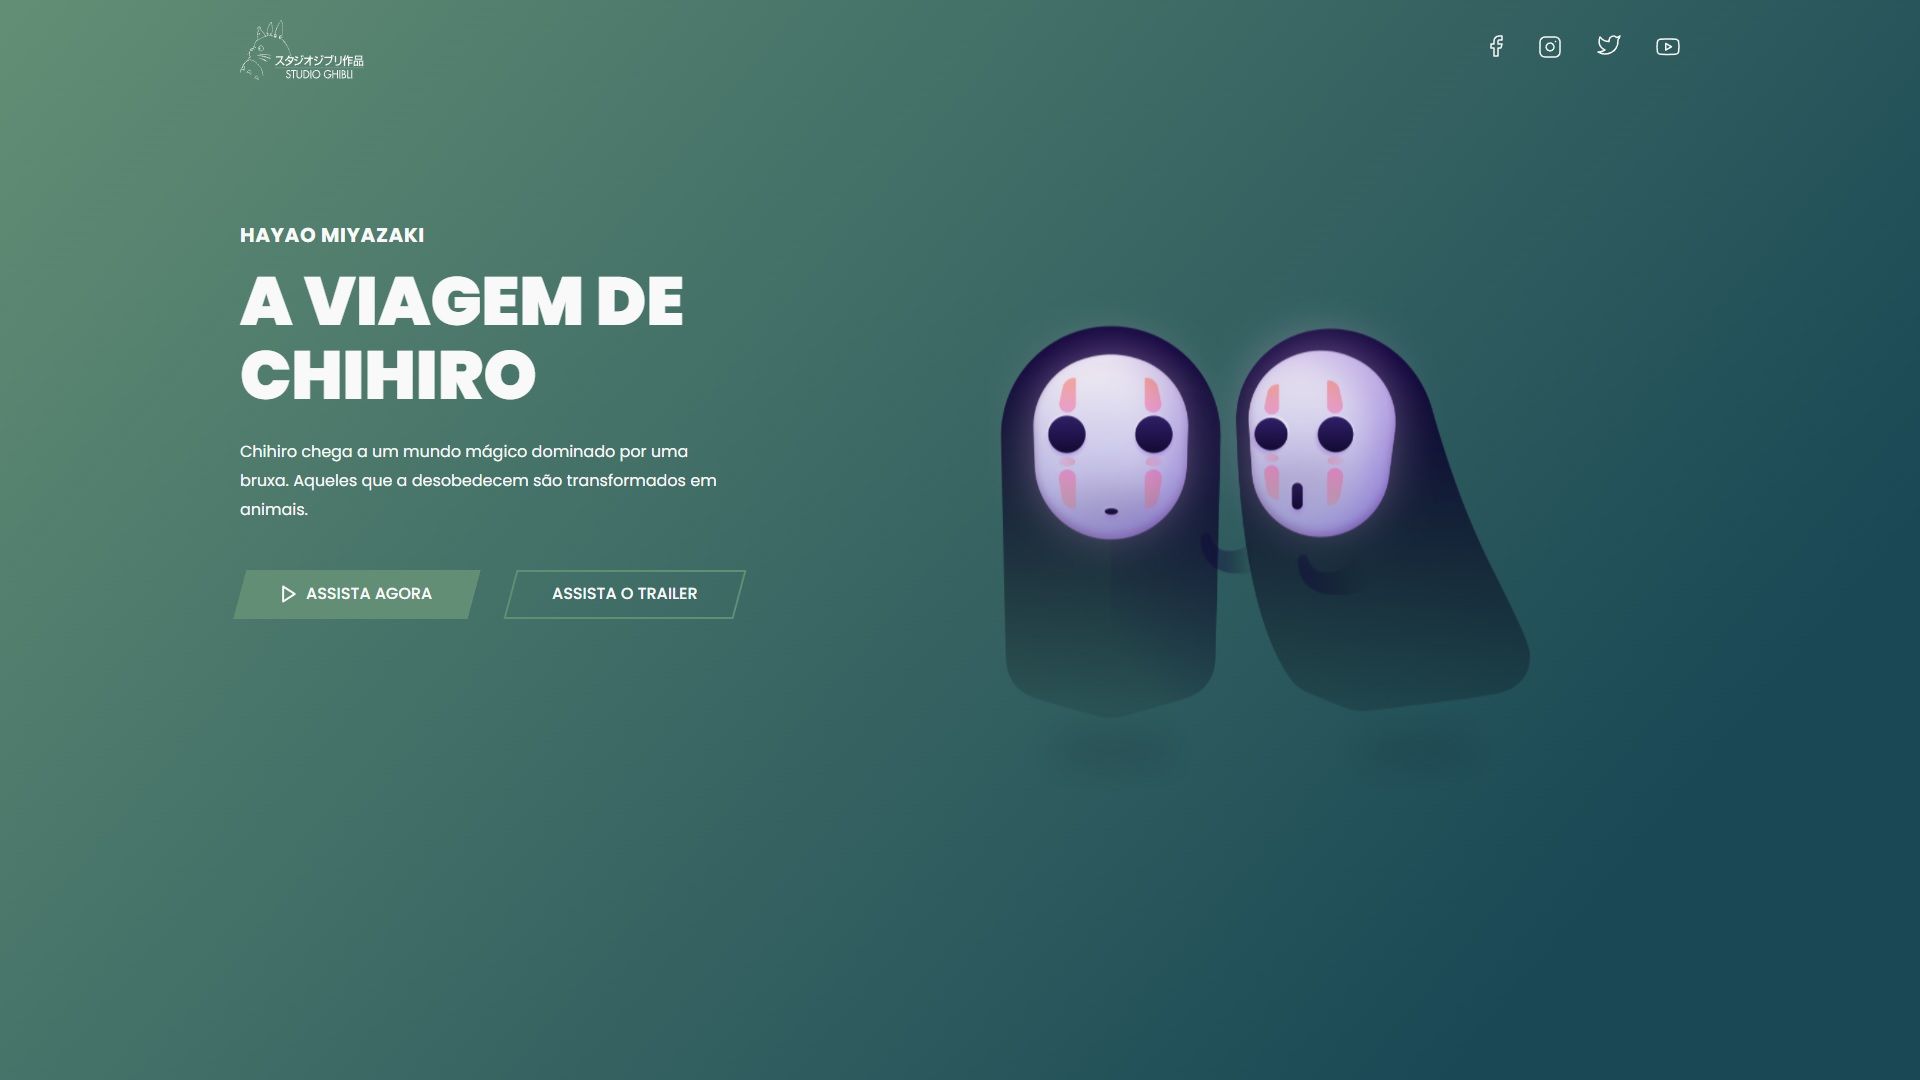 スタジオジブリ作品
STUDIO GHIBLI
HAYAO MIYAZAKI
A VIAGEM DE
CHIHIRO
Chihiro chega a um mundo mágico dominado por uma
bruxa. Aqueles que a desobedecem são transformados em
animais.
ASSISTA AGORA
ASSISTA O TRAILER